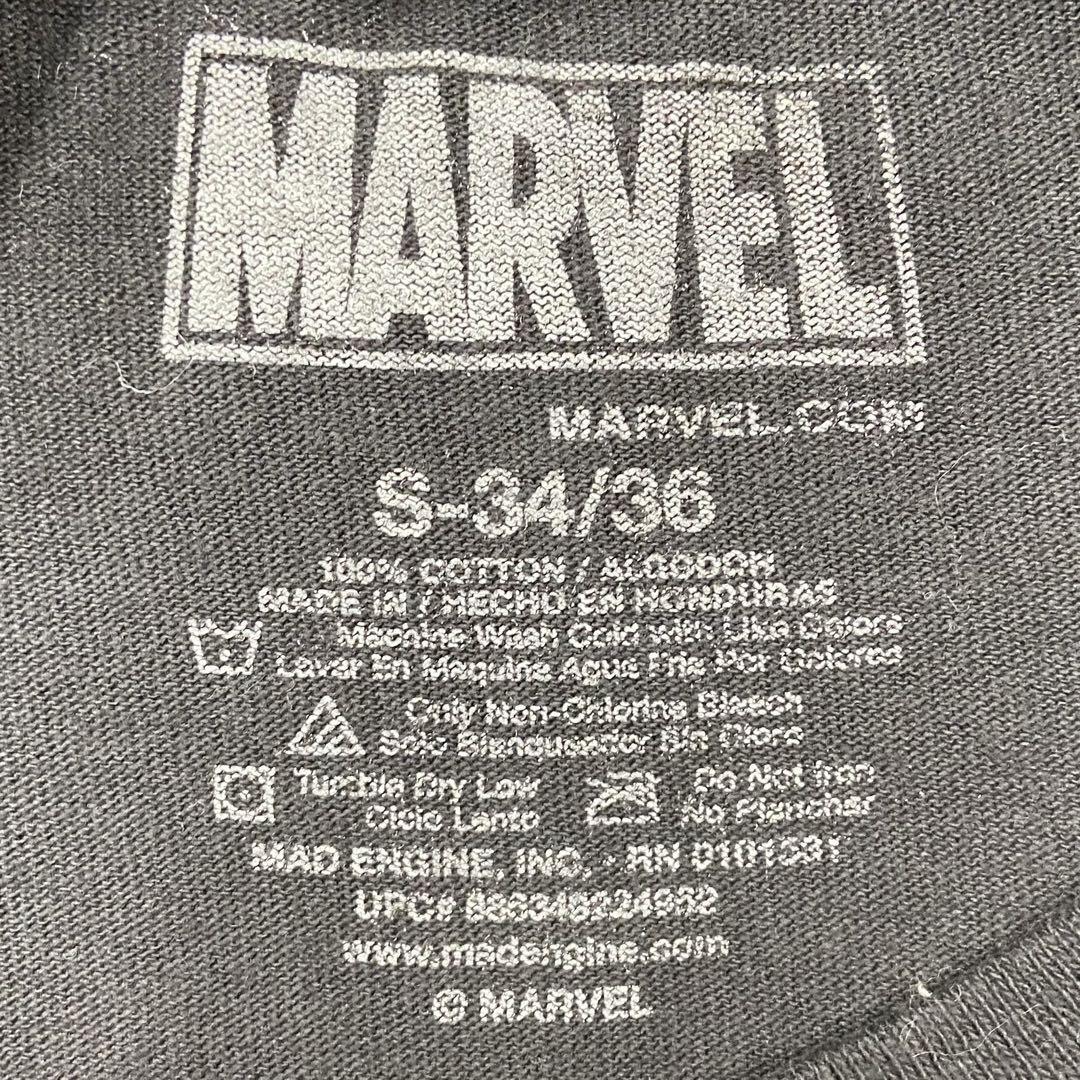 MARVEL
MARVEL.COM
S-34/36
100% COTTON / ALGODON
MADE IN / HECHO EN HONDURAS
Machine Wash Cold with Like Colors
Lavar En Maquina Agua Fria Por Colores
Only Non-Chlorine Bleach
Solo Blanqueador Sin Cloro
Tumble Dry Low
Ciclo Lento
Do Not Iron
No Planchar
MAD ENGINE, INC. - RN
UPC#
www.madengine.com
© MARVEL